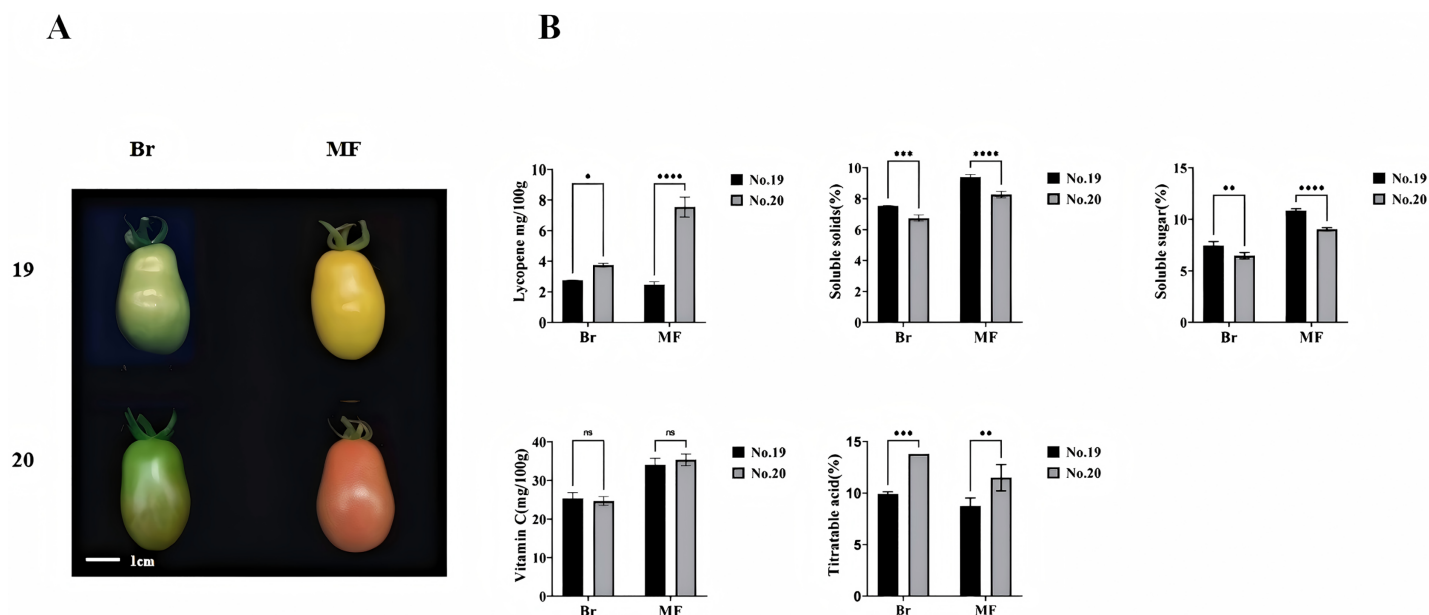 A
B
Br
MF
19
20
1cm
Lycopene mg/100g
10
8
6
4
2
0
*
****
Br
MF
No.19
No.20
Soluble solids(%)
10
8
6
4
2
0
***
****
Br
MF
No.19
No.20
Soluble sugar(%)
15
10
5
0
**
****
Br
MF
No.19
No.20
Vitamin C(mg/100g)
40
30
20
10
0
ns
ns
Br
MF
No.19
No.20
Titratable acid(%)
15
10
5
0
***
**
Br
MF
No.19
No.20